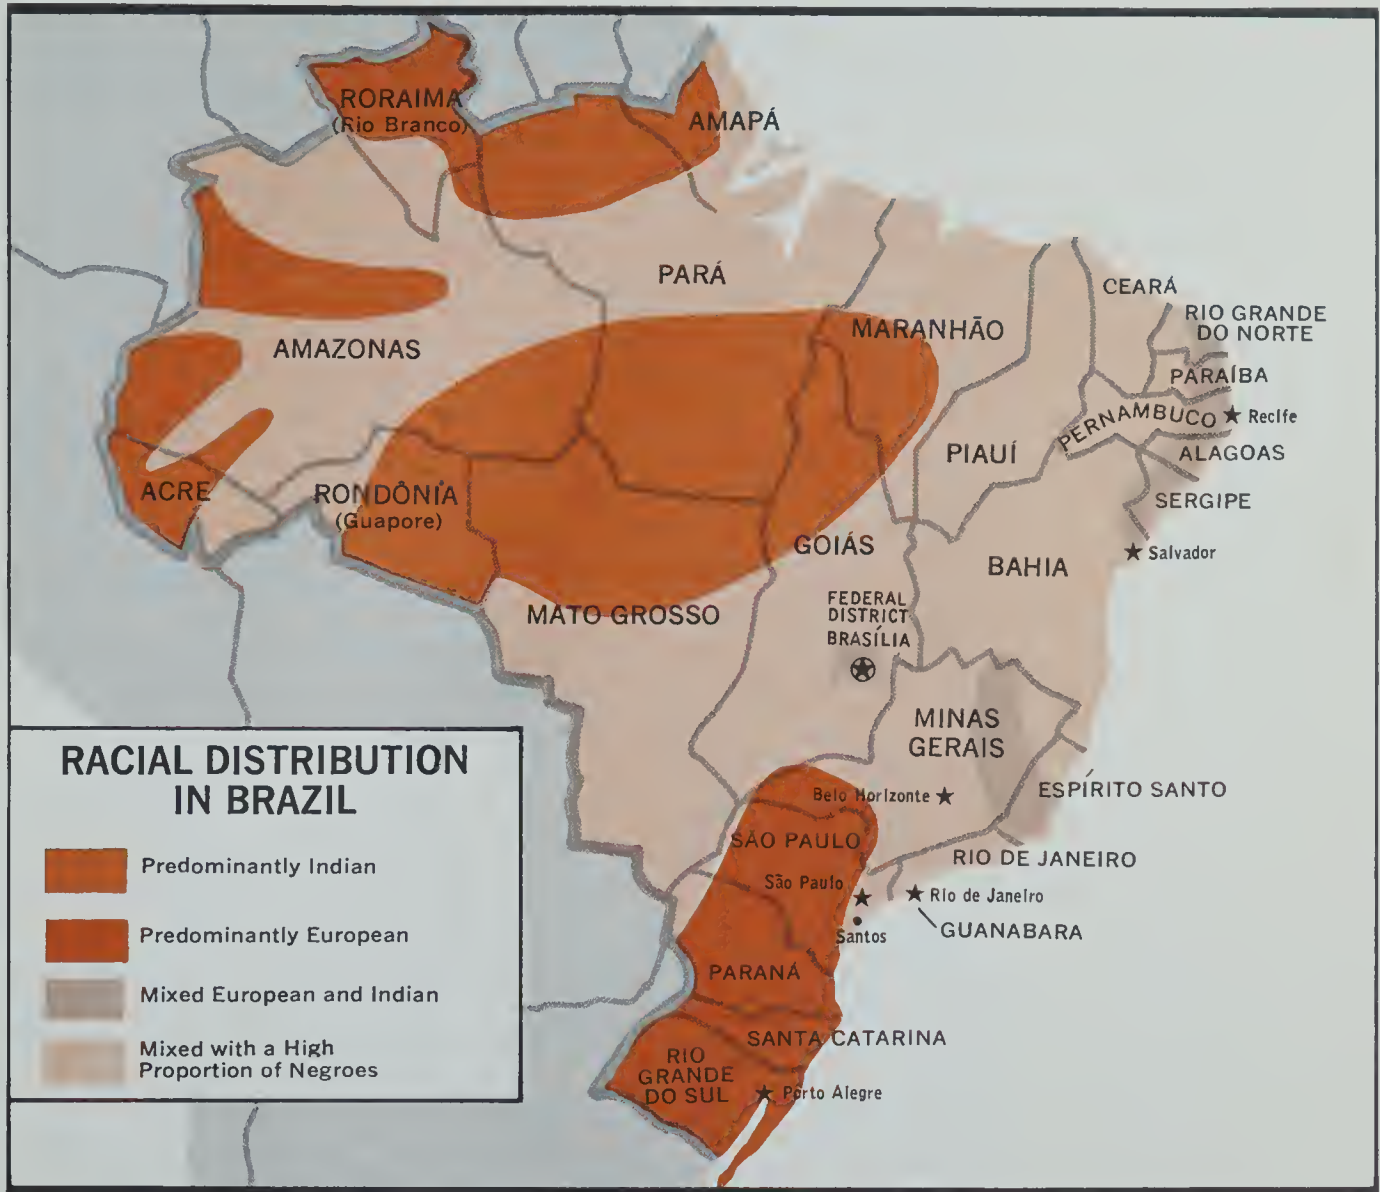 RORAIMA
(Rio Branco)
AMAPÁ
PARÁ
CEARÁ
RIO GRANDE
DO NORTE
MARANHÃO
AMAZONAS
PARAÍBA
PERNAMBUCO
Recife
PIAUÍ
ALAGOAS
ACRE
RONDÔNIA
(Guapore)
SERGIPE
GOIÁS
Salvador
BAHIA
FEDERAL
DISTRICT
BRASÍLIA
MATO GROSSO
MINAS
GERAIS
RACIAL DISTRIBUTION
IN BRAZIL
Belo Horizonte
ESPÍRITO SANTO
SÃO PAULO
RIO DE JANEIRO
Predominantly Indian
São Paulo
Rio de Janeiro
GUANABARA
Santos
Predominantly European
PARANÁ
Mixed European and Indian
SANTA CATARINA
Mixed with a High
Proportion of Negroes
RIO
GRANDE
DO SUL
Pôrto Alegre